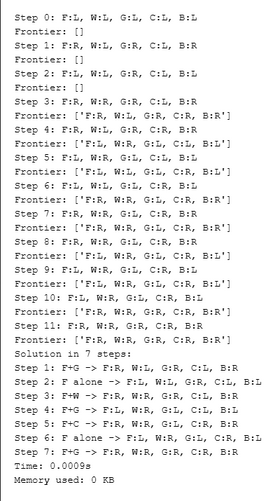 Step 0: F:L, W:L, G:L, C:L, B:L
Frontier: []
Step 1: F:R, W:L, G:R, C:L, B:R
Frontier: []
Step 2: F:L, W:L, G:R, C:L, B:L
Frontier: []
Step 3: F:R, W:R, G:R, C:L, B:R
Frontier: ['F:R, W:L, G:R, C:R, B:R']
Step 4: F:R, W:L, G:R, C:R, B:R
Frontier: ['F:L, W:R, G:L, C:L, B:L']
Step 5: F:L, W:R, G:L, C:L, B:L
Frontier: ['F:L, W:L, G:L, C:R, B:L']
Step 6: F:L, W:L, G:L, C:R, B:L
Frontier: ['F:R, W:R, G:L, C:R, B:R']
Step 7: F:R, W:R, G:L, C:R, B:R
Frontier: ['F:R, W:R, G:L, C:R, B:R']
Step 8: F:R, W:R, G:L, C:R, B:R
Frontier: ['F:L, W:R, G:L, C:R, B:L']
Step 9: F:L, W:R, G:L, C:R, B:L
Frontier: ['F:L, W:R, G:L, C:R, B:L']
Step 10: F:L, W:R, G:L, C:R, B:L
Frontier: ['F:R, W:R, G:R, C:R, B:R']
Step 11: F:R, W:R, G:R, C:R, B:R
Frontier: ['F:R, W:R, G:R, C:R, B:R']
Solution in 7 steps:
Step 1: F+G -> F:R, W:L, G:R, C:L, B:R
Step 2: F alone -> F:L, W:L, G:R, C:L, B:L
Step 3: F+W -> F:R, W:R, G:R, C:L, B:R
Step 4: F+G -> F:L, W:R, G:L, C:L, B:L
Step 5: F+C -> F:R, W:R, G:L, C:R, B:R
Step 6: F alone -> F:L, W:R, G:L, C:R, B:L
Step 7: F+G -> F:R, W:R, G:R, C:R, B:R
Time: 0.0009s
Memory used: 0 KB